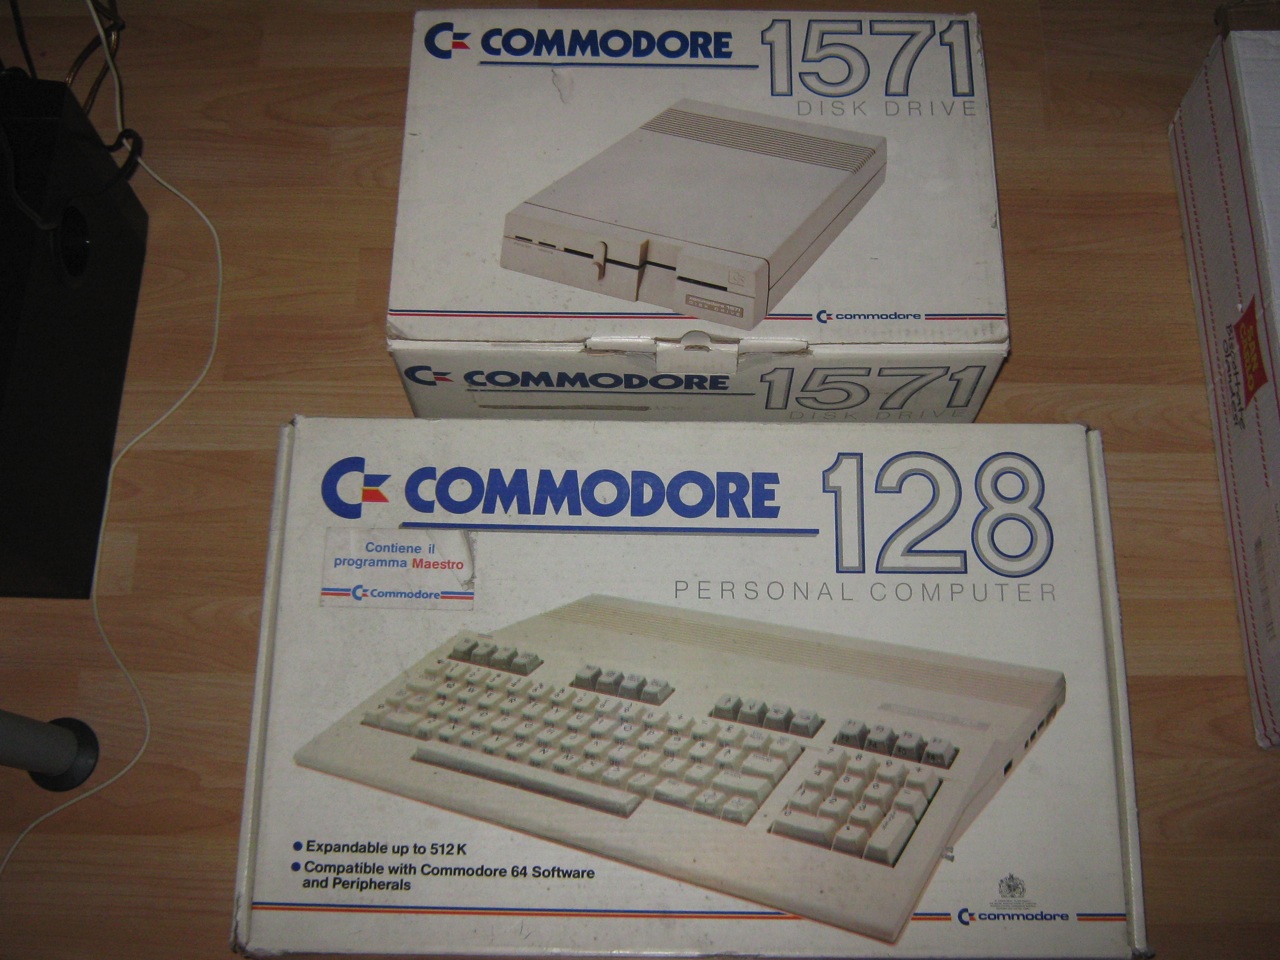 COMMODORE 1571
DISK DRIVE
commodore
COMMODORE 1571
DISK DRIVE
COMMODORE 128
PERSONAL COMPUTER
Contiene il
programma Maestro
Commodore
Expandable up to 512K
Compatible with Commodore 64 Software
and Peripherals
commodore